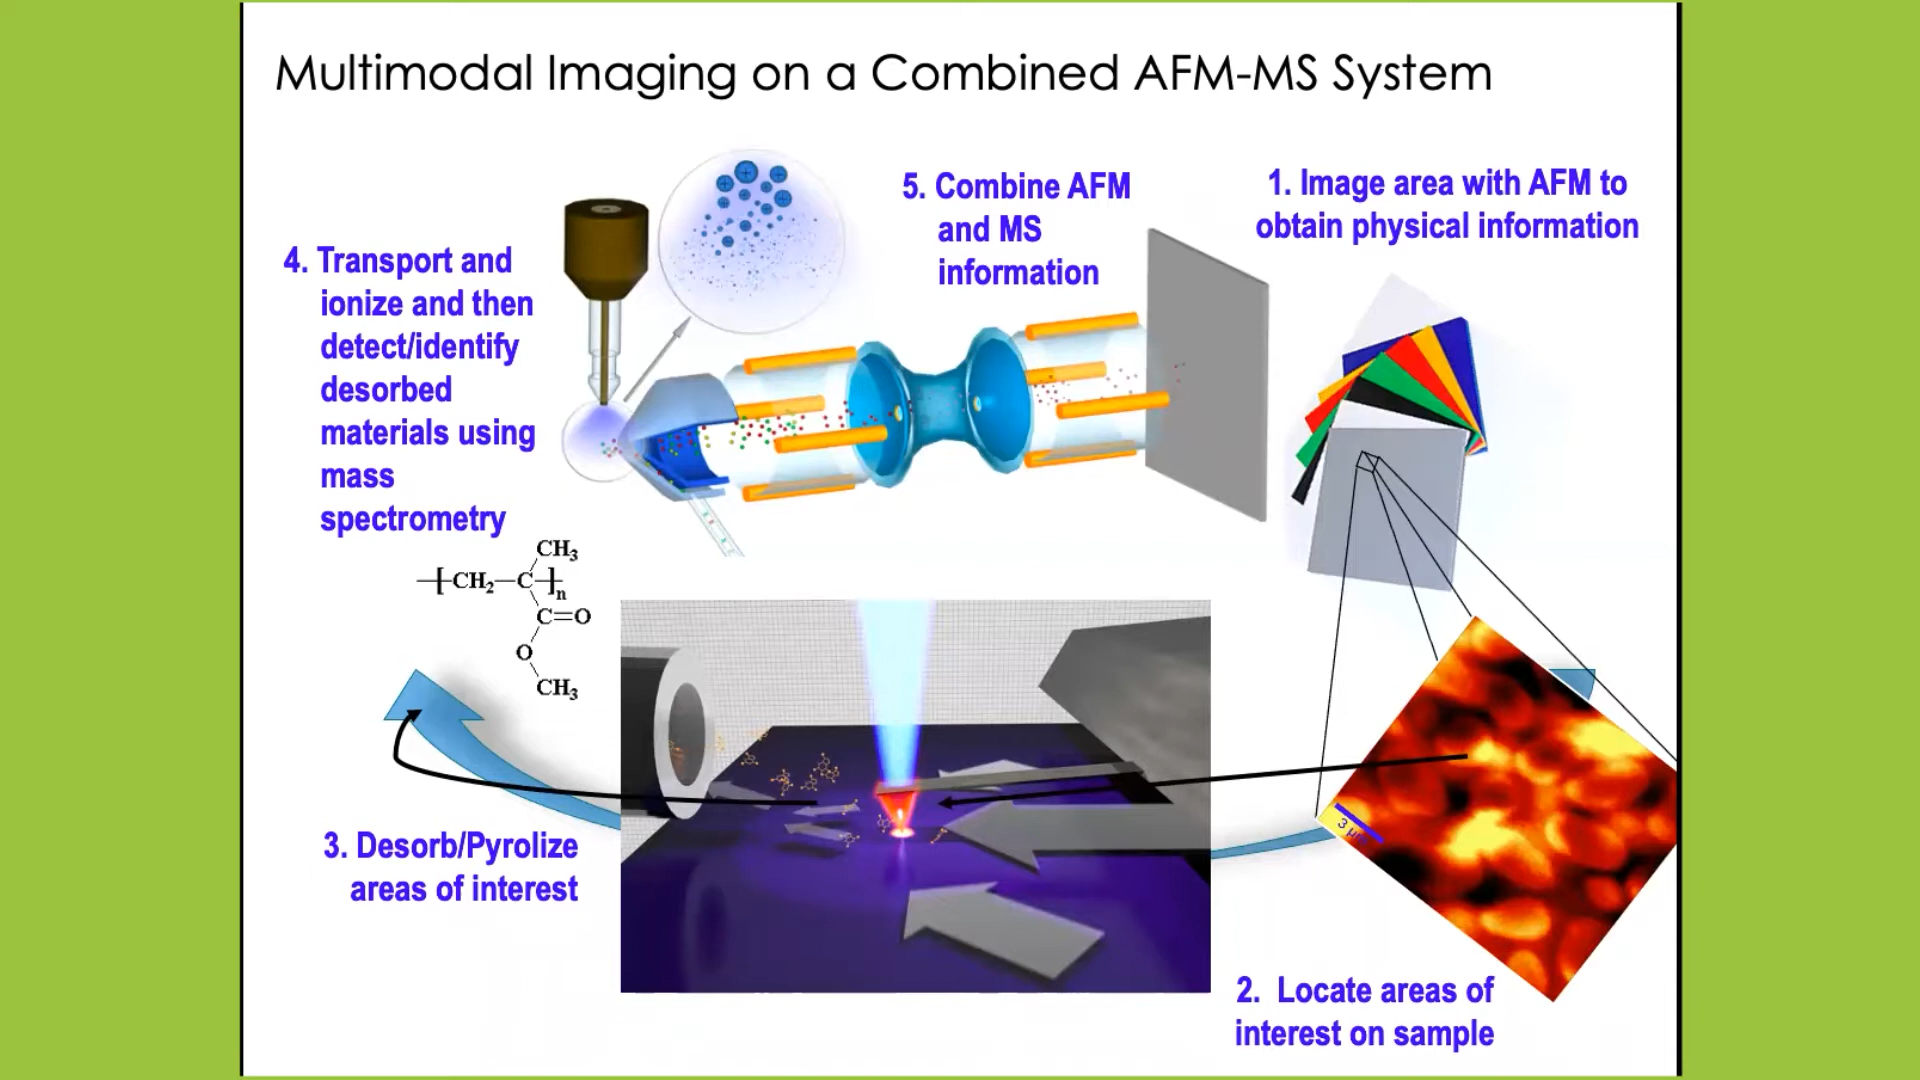 Multimodal Imaging on a Combined AFM-MS System
1. Image area with AFM to
obtain physical information
2. Locate areas of
interest on sample
3 µm
3. Desorb/Pyrolize
areas of interest
4. Transport and
ionize and then
detect/identify
desorbed
materials using
mass
spectrometry
CH3
CH2—C
n
C=O
O
CH3
5. Combine AFM
and MS
information